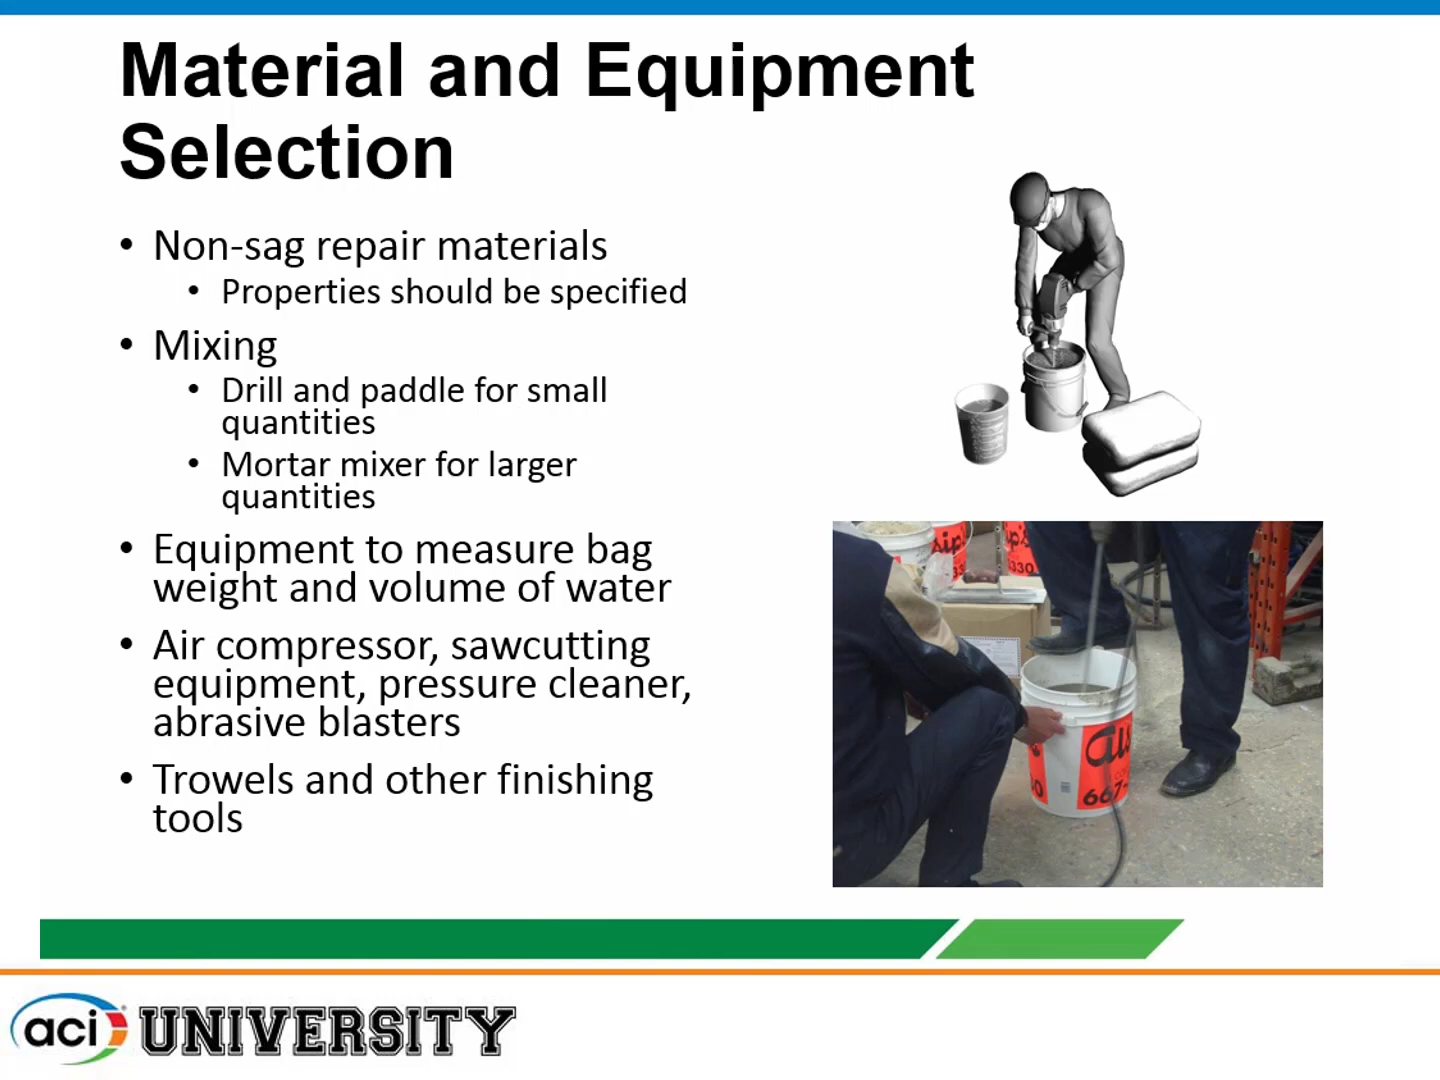 Material and Equipment
Selection
• Non-sag repair materials
• Properties should be specified
• Mixing
• Drill and paddle for small
quantities
• Mortar mixer for larger
quantities
• Equipment to measure bag
weight and volume of water
• Air compressor, sawcutting
equipment, pressure cleaner,
abrasive blasters
• Trowels and other finishing
tools
330
667-
aci UNIVERSITY